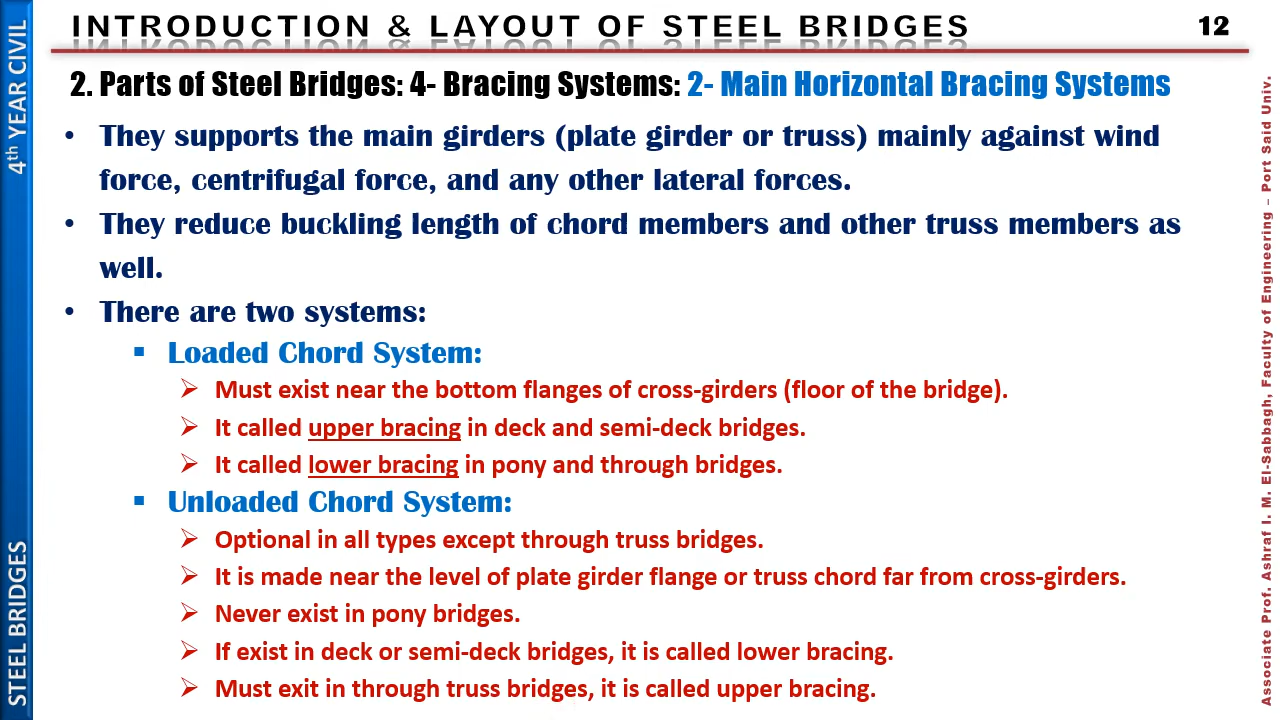 INTRODUCTION & LAYOUT OF STEEL BRIDGES
12
2. Parts of Steel Bridges: 4- Bracing Systems: 2- Main Horizontal Bracing Systems
• They supports the main girders (plate girder or truss) mainly against wind
force, centrifugal force, and any other lateral forces.
• They reduce buckling length of chord members and other truss members as
well.
• There are two systems:
▪ Loaded Chord System:
➢ Must exist near the bottom flanges of cross-girders (floor of the bridge).
➢ It called upper bracing in deck and semi-deck bridges.
➢ It called lower bracing in pony and through bridges.
▪ Unloaded Chord System:
➢ Optional in all types except through truss bridges.
➢ It is made near the level of plate girder flange or truss chord far from cross-girders.
➢ Never exist in pony bridges.
➢ If exist in deck or semi-deck bridges, it is called lower bracing.
➢ Must exit in through truss bridges, it is called upper bracing.
4th YEAR CIVIL
STEEL BRIDGES
Associate Prof. Ashraf I. M. El-Sabbagh, Faculty of Engineering – Port Said Univ.